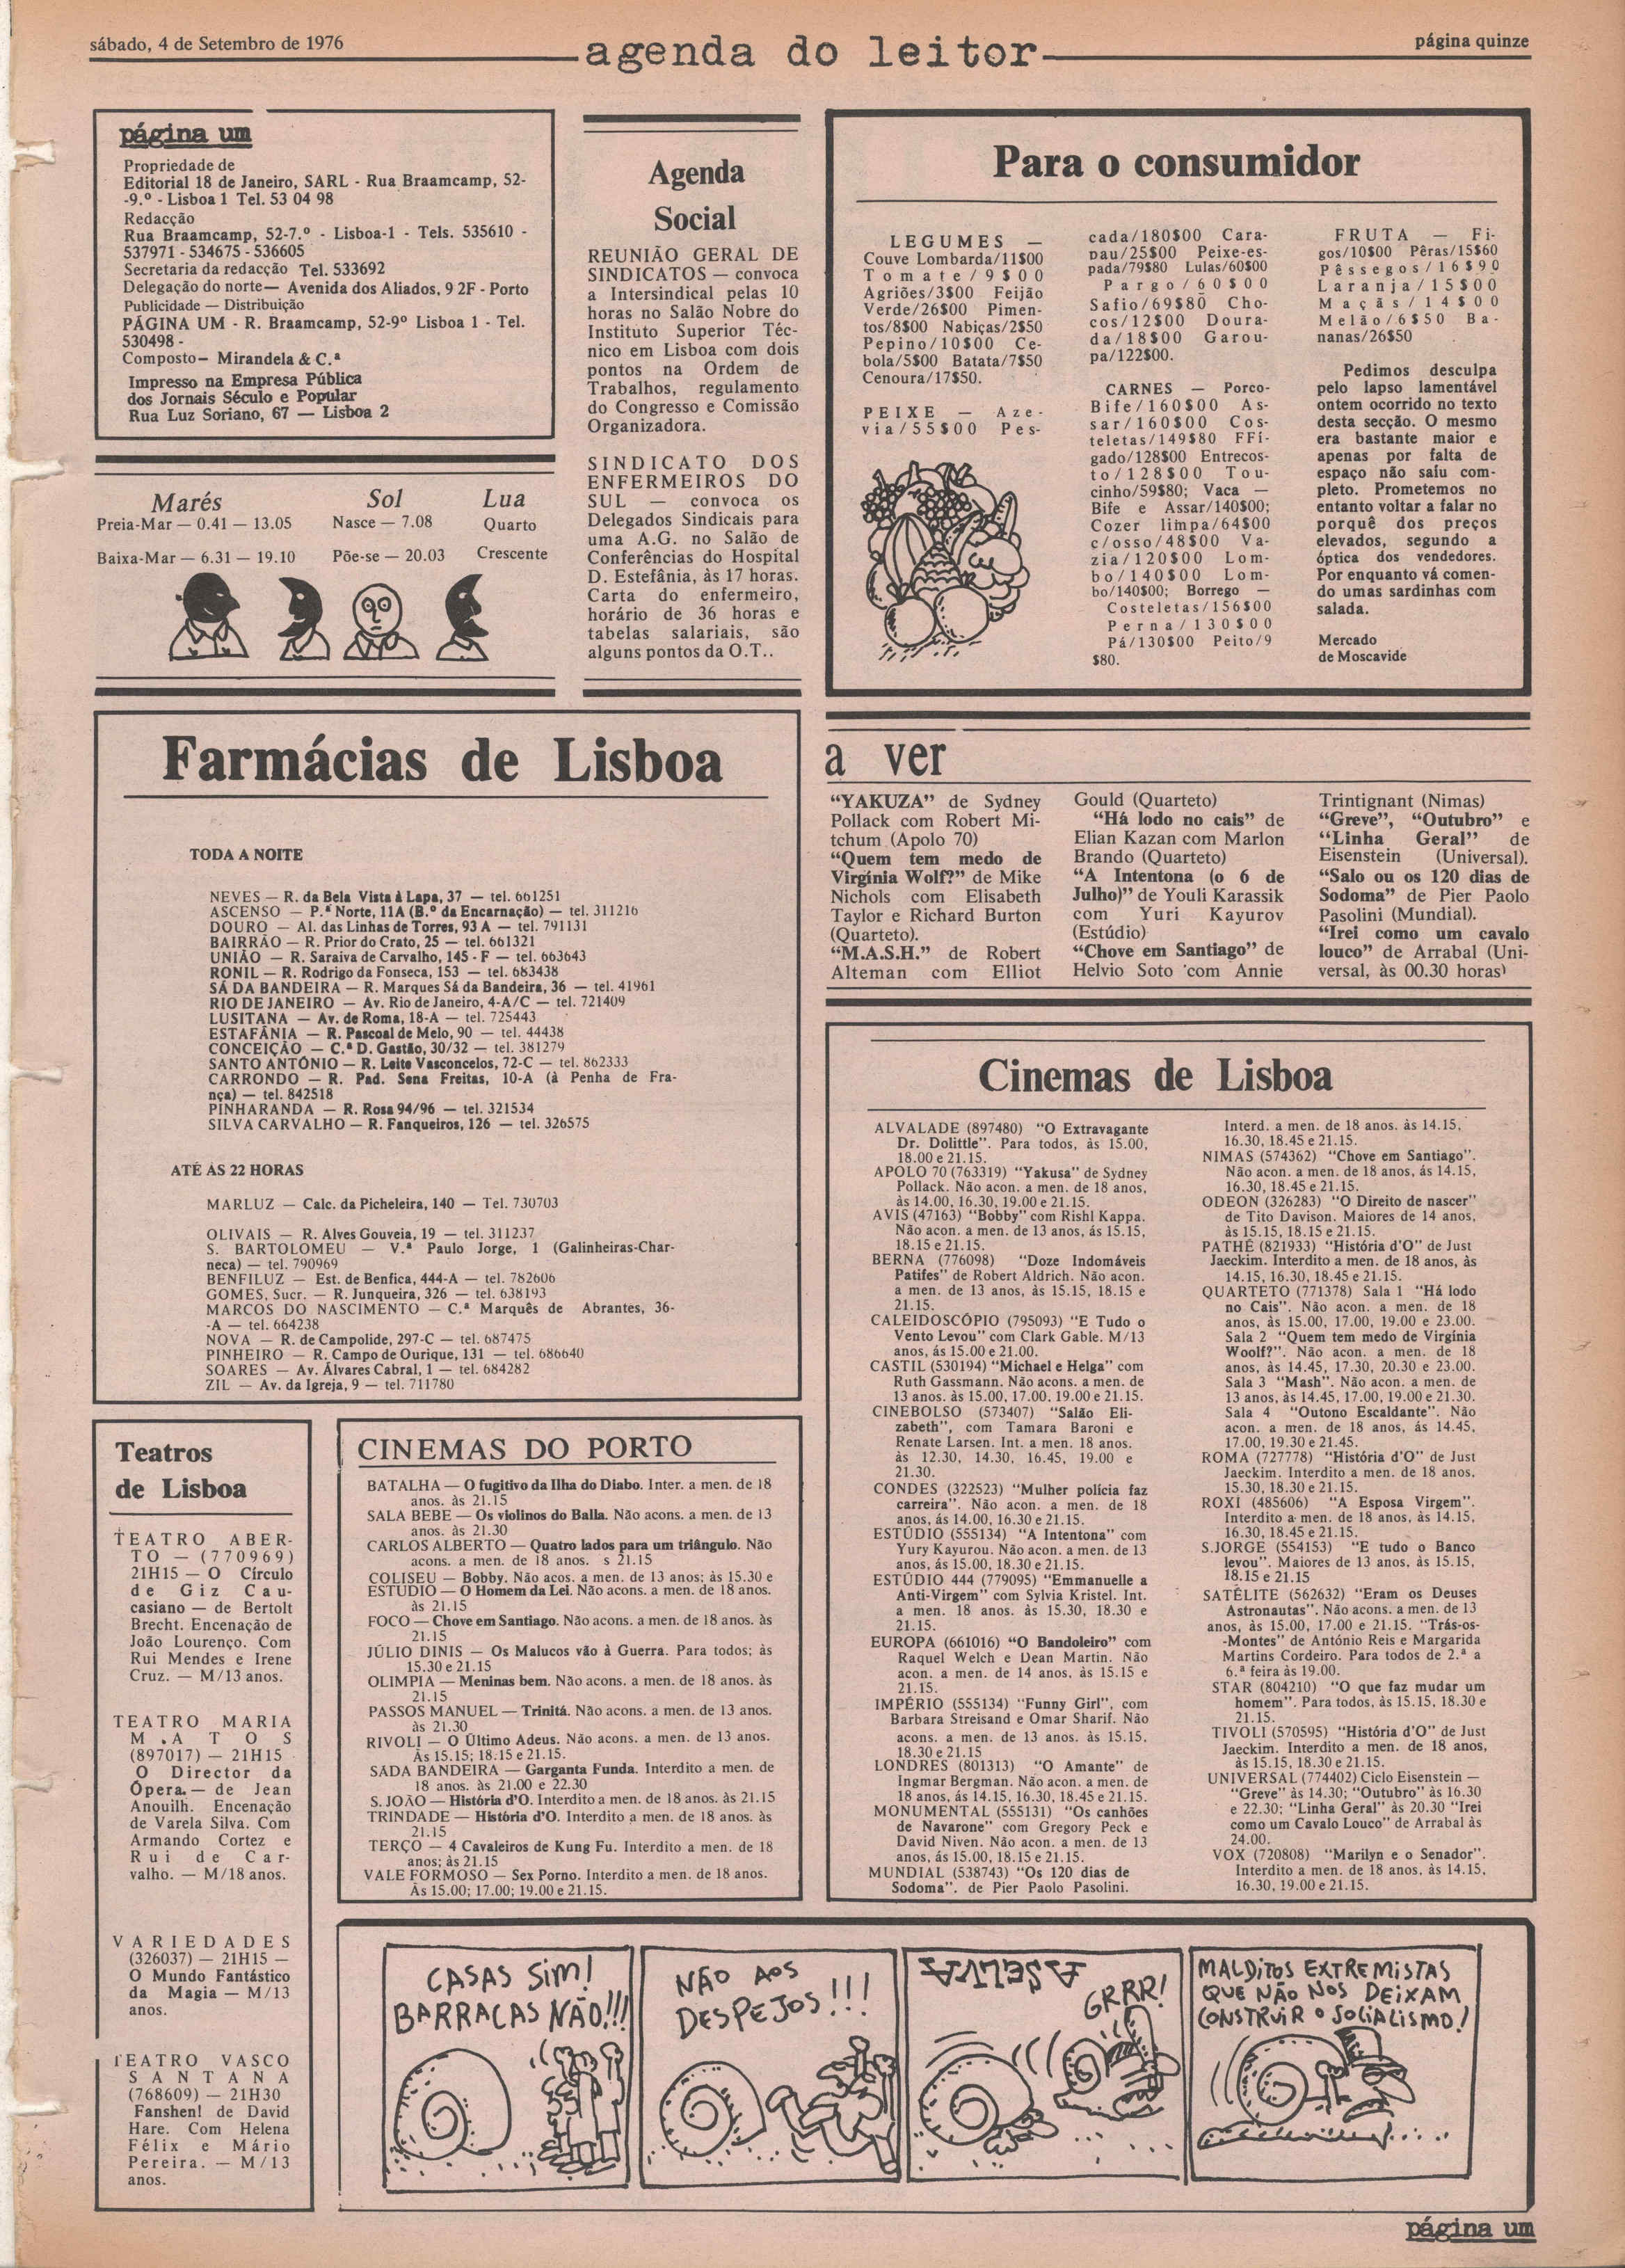 sábado, 4 de Setembro de 1976
agenda do leitor
página quinze
página um
Propriedade de
Editorial 18 de Janeiro, SARL - Rua Braamcamp, 52-
-9.º - Lisboa 1 Tel. 53 04 98
Redacção
Rua Braamcamp, 52-7.º - Lisboa-1 - Tels. 535610 -
537971 - 534675 - 536605
Secretaria da redacção Tel. 533692
Delegação do norte— Avenida dos Aliados, 9 2F - Porto
Publicidade — Distribuição
PÁGINA UM - R. Braamcamp, 52-9º Lisboa 1 - Tel.
530498 -
Composto— Mirandela & C.ª
Impresso na Empresa Pública
dos Jornais Século e Popular
Rua Luz Soriano, 67 — Lisboa 2
Marés
Preia-Mar — 0.41 — 13.05
Baixa-Mar — 6.31 — 19.10
Sol
Nasce — 7.08
Põe-se — 20.03
Lua
Quarto
Crescente
Agenda
Social
REUNIÃO GERAL DE
SINDICATOS — convoca
a Intersindical pelas 10
horas no Salão Nobre do
Instituto Superior Téc-
nico em Lisboa com dois
pontos na Ordem de
Trabalhos, regulamento
do Congresso e Comissão
Organizadora.
SINDICATO DOS
ENFERMEIROS DO
SUL — convoca os
Delegados Sindicais para
uma A.G. no Salão de
Conferências do Hospital
D. Estefânia, às 17 horas.
Carta do enfermeiro,
horário de 36 horas e
tabelas salariais, são
alguns pontos da O.T..
Para o consumidor
LEGUMES —
Couve Lombarda/11$00
Tomate/9$00
Agriões/3$00 Feijão
Verde/26$00 Pimen-
tos/8$00 Nabiças/2$50
Pepino/10$00 Ce-
bola/5$00 Batata/7$50
Cenoura/17$50.
PEIXE — Aze-
via/55$00 Pes-
cada/180$00 Cara-
pau/25$00 Peixe-es-
pada/79$80 Lulas/60$00
Pargo/60$00
Safio/69$80 Cho-
cos/12$00 Doura-
da/18$00 Garou-
pa/122$00.
CARNES — Porco-
Bife/160$00 As-
sar/160$00 Cos-
teletas/149$80 FFi-
gado/128$00 Entrecos-
to/128$00 Tou-
cinho/59$80; Vaca —
Bife e Assar/140$00;
Cozer limpa/64$00
c/osso/48$00 Va-
zia/120$00 Lom-
bo/140$00 Lom-
bo/140$00; Borrego —
Costeletas/156$00
Perna/130$00
Pá/130$00 Peito/9
$80.
FRUTA — Fi-
gos/10$00 Pêras/15$60
Pêssegos/16$90
Laranja/15$00
Maçãs/14$00
Melão/6$50 Ba-
nanas/26$50
Pedimos desculpa
pelo lapso lamentável
ontem ocorrido no texto
desta secção. O mesmo
era bastante maior e
apenas por falta de
espaço não saíu com-
pleto. Prometemos no
entanto voltar a falar no
porquê dos preços
elevados, segundo a
óptica dos vendedores.
Por enquanto vá comen-
do umas sardinhas com
salada.
Mercado
de Moscavide
Farmácias de Lisboa
TODA A NOITE
NEVES — R. da Bela Vista à Lapa, 37 — tel. 661251
ASCENSO — P.ª Norte, 11A (B.º da Encarnação) — tel. 311216
DOURO — Al. das Linhas de Torres, 93 A — tel. 791131
BAIRRÃO — R. Prior do Crato, 25 — tel. 661321
UNIÃO — R. Saraiva de Carvalho, 145 - F — tel. 663643
RONIL — R. Rodrigo da Fonseca, 153 — tel. 683438
SÁ DA BANDEIRA — R. Marques Sá da Bandeira, 36 — tel. 41961
RIO DE JANEIRO — Av. Rio de Janeiro, 4-A/C — tel. 721409
LUSITANA — Av. de Roma, 18-A — tel. 725443
ESTAFÂNIA — R. Pascoal de Melo, 90 — tel. 44438
CONCEIÇÃO — C.ª D. Gastão, 30/32 — tel. 381279
SANTO ANTÓNIO — R. Leite Vasconcelos, 72-C — tel. 862333
CARRONDO — R. Pad. Sena Freitas, 10-A (à Penha de Fra-
nça) — tel. 842518
PINHARANDA — R. Rosa 94/96 — tel. 321534
SILVA CARVALHO — R. Fanqueiros, 126 — tel. 326575
ATÉ ÀS 22 HORAS
MARLUZ — Calc. da Picheleira, 140 — Tel. 730703
OLIVAIS — R. Alves Gouveia, 19 — tel. 311237
S. BARTOLOMEU — V.ª Paulo Jorge, 1 (Galinheiras-Char-
neca) — tel. 790969
BENFILUZ — Est. de Benfica, 444-A — tel. 782606
GOMES, Sucr. — R. Junqueira, 326 — tel. 638193
MARCOS DO NASCIMENTO — C.ª Marquês de Abrantes, 36-
-A — tel. 664238
NOVA — R. de Campolide, 297-C — tel. 687475
PINHEIRO — R. Campo de Ourique, 131 — tel. 686640
SOARES — Av. Álvares Cabral, 1 — tel. 684282
ZIL — Av. da Igreja, 9 — tel. 711780
a ver
“YAKUZA” de Sydney
Pollack com Robert Mi-
tchum (Apolo 70)
“Quem tem medo de
Virgínia Wolf?” de Mike
Nichols com Elisabeth
Taylor e Richard Burton
(Quarteto).
“M.A.S.H.” de Robert
Alteman com Elliot
Gould (Quarteto)
“Há lodo no cais” de
Elian Kazan com Marlon
Brando (Quarteto)
“A Intentona (o 6 de
Julho)” de Youli Karassik
com Yuri Kayurov
(Estúdio)
“Chove em Santiago” de
Helvio Soto com Annie
Trintignant (Nimas)
“Greve”, “Outubro” e
“Linha Geral” de
Eisenstein (Universal).
“Salo ou os 120 dias de
Sodoma” de Pier Paolo
Pasolini (Mundial).
“Irei como um cavalo
louco” de Arrabal (Uni-
versal, às 00.30 horas)
Cinemas de Lisboa
ALVALADE (897480) “O Extravagante
Dr. Dolittle”. Para todos, às 15.00,
18.00 e 21.15.
APOLO 70 (763319) “Yakusa” de Sydney
Pollack. Não acon. a men. de 18 anos,
às 14.00, 16.30, 19.00 e 21.15.
AVIS (47163) “Bobby” com Rishl Kappa.
Não acon. a men. de 13 anos, ás 15.15,
18.15 e 21.15.
BERNA (776098) “Doze Indomáveis
Patifes” de Robert Aldrich. Não acon.
a men. de 13 anos, às 15.15, 18.15 e
21.15.
CALEIDOSCÓPIO (795093) “E Tudo o
Vento Levou” com Clark Gable. M/13
anos, ás 15.00 e 21.00.
CASTIL (530194) “Michael e Helga” com
Ruth Gassmann. Não acons. a men. de
13 anos. às 15.00, 17.00, 19.00 e 21.15.
CINEBOLSO (573407) “Salão Eli-
zabeth”, com Tamara Baroni e
Renate Larsen. Int. a men. 18 anos.
às 12.30, 14.30, 16.45, 19.00 e
21.30.
CONDES (322523) “Mulher polícia faz
carreira”. Não acon. a men. de 18
anos, ás 14.00, 16.30 e 21.15.
ESTÚDIO (555134) “A Intentona” com
Yury Kayurou. Não acon. a men. de 13
anos, ás 15.00, 18.30 e 21.15.
ESTÚDIO 444 (779095) “Emmanuelle a
Anti-Virgem” com Sylvia Kristel. Int.
a men. 18 anos. às 15.30, 18.30 e
21.15.
EUROPA (661016) “O Bandoleiro” com
Raquel Welch e Dean Martin. Não
acon. a men. de 14 anos, às 15.15 e
21.15.
IMPÉRIO (555134) “Funny Girl”, com
Barbara Streisand e Omar Sharif. Não
acons. a men. de 13 anos. às 15.15,
18.30 e 21.15
LONDRES (801313) “O Amante” de
Ingmar Bergman. Não acon. a men. de
18 anos, ás 14.15, 16.30, 18.45 e 21.15.
MONUMENTAL (555131) “Os canhões
de Navarone” com Gregory Peck e
David Niven. Não acon. a men. de 13
anos, ás 15.00, 18.15 e 21.15.
MUNDIAL (538743) “Os 120 dias de
Sodoma”. de Pier Paolo Pasolini.
Interd. a men. de 18 anos. às 14.15,
16.30, 18.45 e 21.15.
NIMAS (574362) “Chove em Santiago”.
Não acon. a men. de 18 anos, ás 14.15,
16.30, 18.45 e 21.15.
ODEON (326283) “O Direito de nascer”
de Tito Davison. Maiores de 14 anos,
às 15.15, 18.15 e 21.15.
PATHÉ (821933) “História d'O” de Just
Jaeckim. Interdito a men. de 18 anos, às
14.15, 16.30, 18.45 e 21.15.
QUARTETO (771378) Sala 1 “Há lodo
no Cais”. Não acon. a men. de 18
anos, às 15.00, 17.00, 19.00 e 23.00.
Sala 2 “Quem tem medo de Virgínia
Woolf?”. Não acon. a men. de 18
anos, às 14.45, 17.30, 20.30 e 23.00.
Sala 3 “Mash”. Não acon. a men. de
13 anos, às 14.45, 17.00, 19.00 e 21.30.
Sala 4 “Outono Escaldante”. Não
acon. a men. de 18 anos, ás 14.45,
17.00, 19.30 e 21.45.
ROMA (727778) “História d'O” de Just
Jaeckim. Interdito a men. de 18 anos,
15.30, 18.30 e 21.15.
ROXI (485606) “A Esposa Virgem”.
Interdito a men. de 18 anos, às 14.15,
16.30, 18.45 e 21.15.
S.JORGE (554153) “E tudo o Banco
levou”. Maiores de 13 anos, às 15.15,
18.15 e 21.15
SATÉLITE (562632) “Eram os Deuses
Astronautas”. Não acons. a men. de 13
anos, às 15.00, 17.00 e 21.15. “Trás-os-
-Montes” de António Reis e Margarida
Martins Cordeiro. Para todos de 2.ª a
6.ª feira às 19.00.
STAR (804210) “O que faz mudar um
homem”. Para todos, às 15.15, 18.30 e
21.15.
TIVOLI (570595) “História d'O” de Just
Jaeckim. Interdito a men. de 18 anos,
às 15.15, 18.30 e 21.15.
UNIVERSAL (774402) Ciclo Eisenstein —
“Greve” às 14.30; “Outubro” às 16.30
e 22.30; “Linha Geral” às 20.30 “Irei
como um Cavalo Louco” de Arrabal às
24.00.
VOX (720808) “Marilyn e o Senador”.
Interdito a men. de 18 anos, às 14.15,
16.30, 19.00 e 21.15.
Teatros
de Lisboa
TEATRO ABER-
TO — (770969)
21H15 — O Círculo
de Giz Cau-
casiano — de Bertolt
Brecht. Encenação de
João Lourenço. Com
Rui Mendes e Irene
Cruz. — M/13 anos.
TEATRO MARIA
MATOS
(897017) — 21H15
O Director da
Ópera. — de Jean
Anouilh. Encenação
de Varela Silva. Com
Armando Cortez e
Rui de Car-
valho. — M/18 anos.
VARIEDADES
(326037) — 21H15 —
O Mundo Fantástico
da Magia — M/13
anos.
TEATRO VASCO
SANTANA
(768609) — 21H30
Fanshen! de David
Hare. Com Helena
Félix e Mário
Pereira. — M/13
anos.
CINEMAS DO PORTO
BATALHA — O fugitivo da Ilha do Diabo. Inter. a men. de 18
anos. às 21.15
SALA BEBE — Os violinos do Balla. Não acons. a men. de 13
anos. às 21.30
CARLOS ALBERTO — Quatro lados para um triângulo. Não
acons. a men. de 18 anos. s 21.15
COLISEU — Bobby. Não acos. a men. de 13 anos; às 15.30 e
ESTUDIO — O Homem da Lei. Não acons. a men. de 18 anos.
às 21.15
FOCO — Chove em Santiago. Não acons. a men. de 18 anos. às
21.15
JÚLIO DINIS — Os Malucos vão à Guerra. Para todos; às
15.30 e 21.15
OLIMPIA — Meninas bem. Não acons. a men. de 18 anos. às
21.15
PASSOS MANUEL — Trinitá. Não acons. a men. de 13 anos.
às 21.30
RIVOLI — O Último Adeus. Não acons. a men. de 13 anos.
Às 15.15; 18.15 e 21.15.
SÁDA BANDEIRA — Garganta Funda. Interdito a men. de
18 anos. às 21.00 e 22.30
S. JOÃO — História d'O. Interdito a men. de 18 anos. às 21.15
TRINDADE — História d'O. Interdito a men. de 18 anos. às
21.15
TERÇO — 4 Cavaleiros de Kung Fu. Interdito a men. de 18
anos; às 21.15
VALE FORMOSO — Sex Porno. Interdito a men. de 18 anos.
Às 15.00; 17.00; 19.00 e 21.15.
CASAS SIM!
BARRACAS NÃO!!!
NÃO AOS
DESPEJOS!!!
GRRR!
MALDITOS EXTREMISTAS
QUE NÃO NOS DEIXAM
CONSTRUIR O SOCIALISMO!
página um